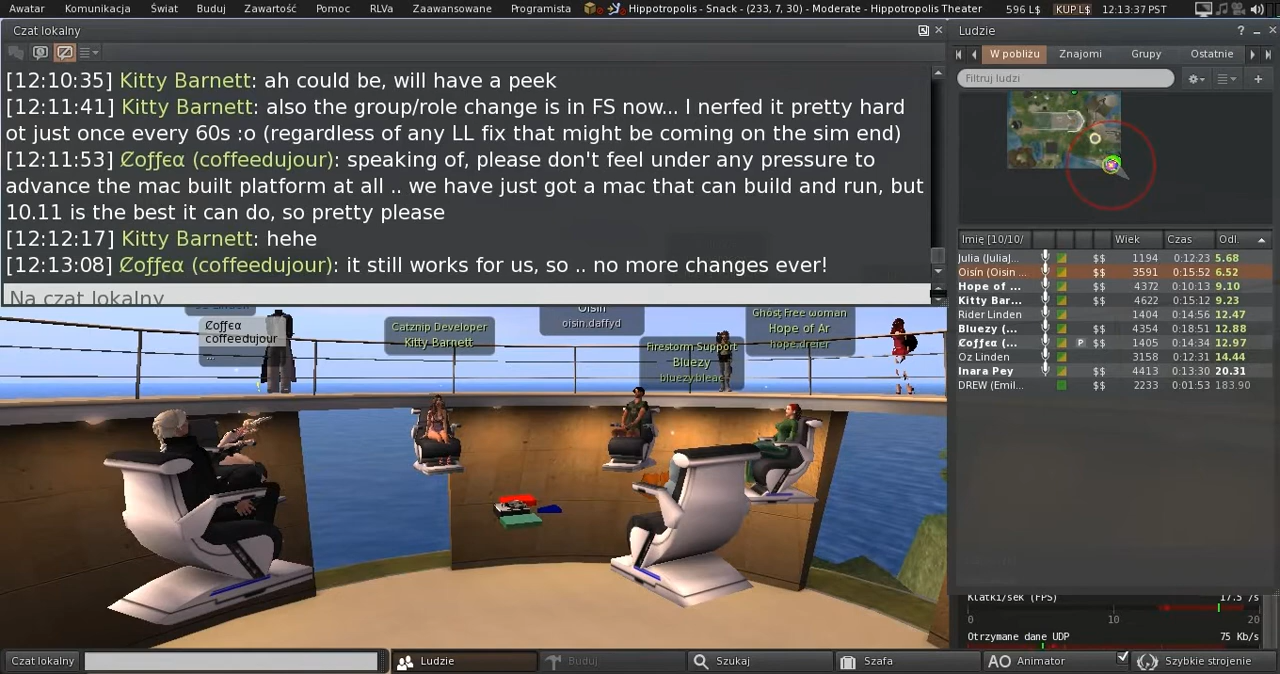 Awatar Komunikacja Świat Buduj Zawartość Pomoc RLVa Zaawansowane Programista Hippotropolis - Snack - (233, 7, 30) - Moderate - Hippotropolis Theater 596 L$ KUP L$ 12:13:37 PST
Czat lokalny
[12:10:35] Kitty Barnett: ah could be, will have a peek
[12:11:41] Kitty Barnett: also the group/role change is in FS now... I nerfed it pretty hard
ot just once every 60s :o (regardless of any LL fix that might be coming on the sim end)
[12:11:53] Ȼoƒƒєα (coffeedujour): speaking of, please don't feel under any pressure to
advance the mac built platform at all .. we have just got a mac that can build and run, but
10.11 is the best it can do, so pretty please
[12:12:17] Kitty Barnett: hehe
[12:13:08] Ȼoƒƒєα (coffeedujour): it still works for us, so .. no more changes ever!
Na czat lokalny
Ludzie
W pobliżu Znajomi Grupy Ostatnie
Filtruj ludzi
Imię [10/10/ Wiek Czas Odl.
Julia (JuliaJ... $$ 1194 0:12:23 5.68
Oisín (Oisin ... $$ 3591 0:15:52 6.52
Hope of ... $$ 4372 0:10:13 9.10
Kitty Bar... $$ 4622 0:15:12 9.23
Rider Linden 1404 0:14:56 12.47
Bluezy (... $$ 4354 0:18:51 12.88
Ȼoƒƒєα (... P $$ 1405 0:14:34 12.97
Oz Linden 3158 0:12:31 14.44
Inara Pey $$ 4413 0:13:30 20.31
DREW (Emil... $$ 2233 0:01:53 183.90
Ȼoƒƒєα
coffeedujour
...
Catznip Developer
Kitty Barnett
Oisín
oisin.daffyd
Firestorm Support
Bluezy
bluezy.bleac
Ghost Free woman
Hope of Ar
hope.dreier
Klatki/sek (FPS) 17.5 /s
0 10 20
Otrzymane dane UDP 75 Kb/s
Czat lokalny Ludzie Buduj Szukaj Szafa AO Animator Szybkie strojenie